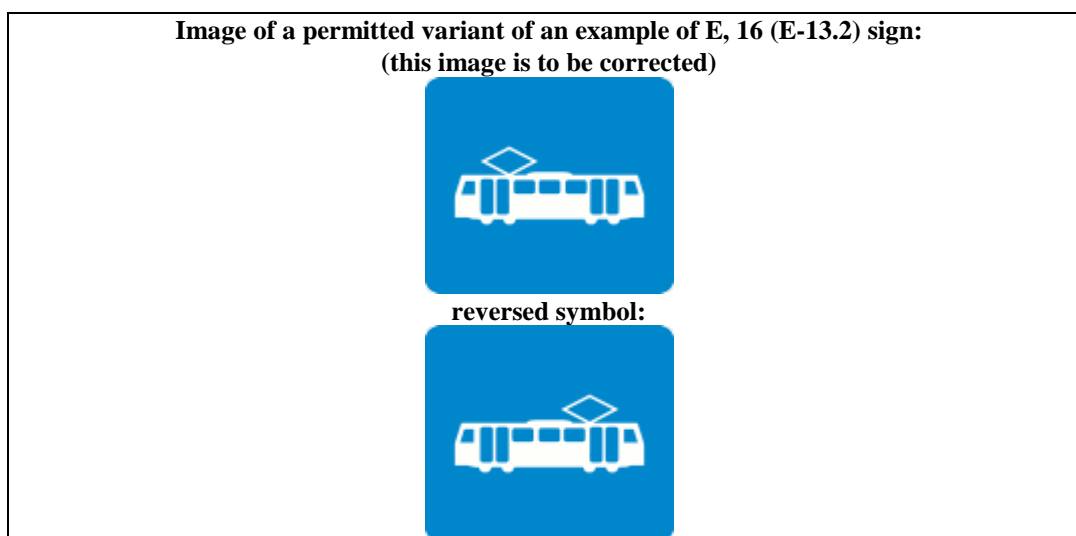 Image of a permitted variant of an example of E, 16 (E-13.2) sign:
(this image is to be corrected)
reversed symbol: